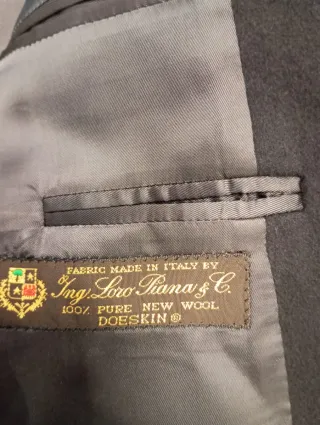 FABRIC MADE IN ITALY BY
Ing. Loro Piana & C.
100% PURE NEW WOOL
DOESKIN ®